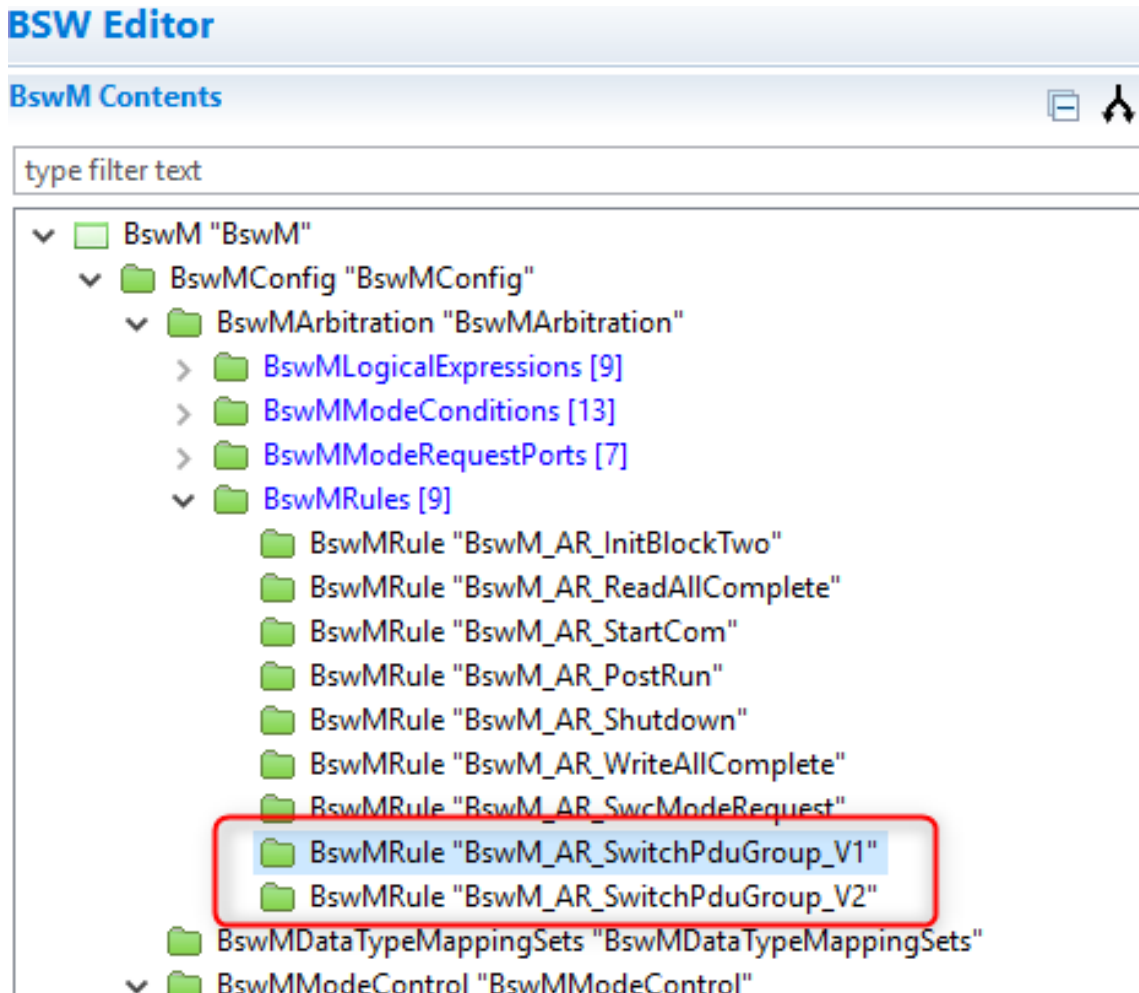 BSW Editor
BswM Contents
type filter text
BswM "BswM"
BswMConfig "BswMConfig"
BswMArbitration "BswMArbitration"
BswMLogicalExpressions [9]
BswMModeConditions [13]
BswMModeRequestPorts [7]
BswMRules [9]
BswMRule "BswM_AR_InitBlockTwo"
BswMRule "BswM_AR_ReadAllComplete"
BswMRule "BswM_AR_StartCom"
BswMRule "BswM_AR_PostRun"
BswMRule "BswM_AR_Shutdown"
BswMRule "BswM_AR_WriteAllComplete"
BswMRule "BswM_AR_SwcModeRequest"
BswMRule "BswM_AR_SwitchPduGroup_V1"
BswMRule "BswM_AR_SwitchPduGroup_V2"
BswMDataTypeMappingSets "BswMDataTypeMappingSets"
BswMModeControl "BswMModeControl"